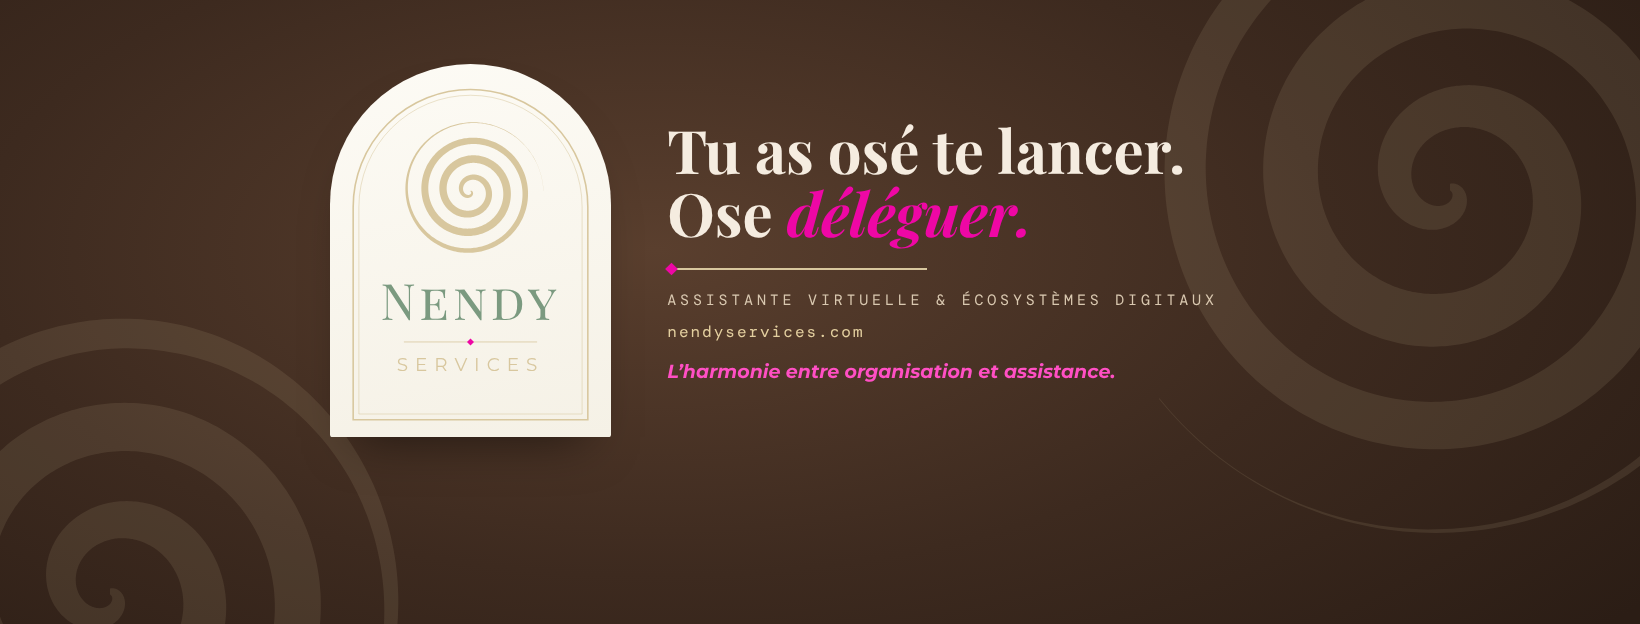 NENDY
SERVICES
Tu as osé te lancer.
Ose déléguer.
ASSISTANTE VIRTUELLE & ÉCOSYSTÈMES DIGITAUX
nendyservices.com
L’harmonie entre organisation et assistance.